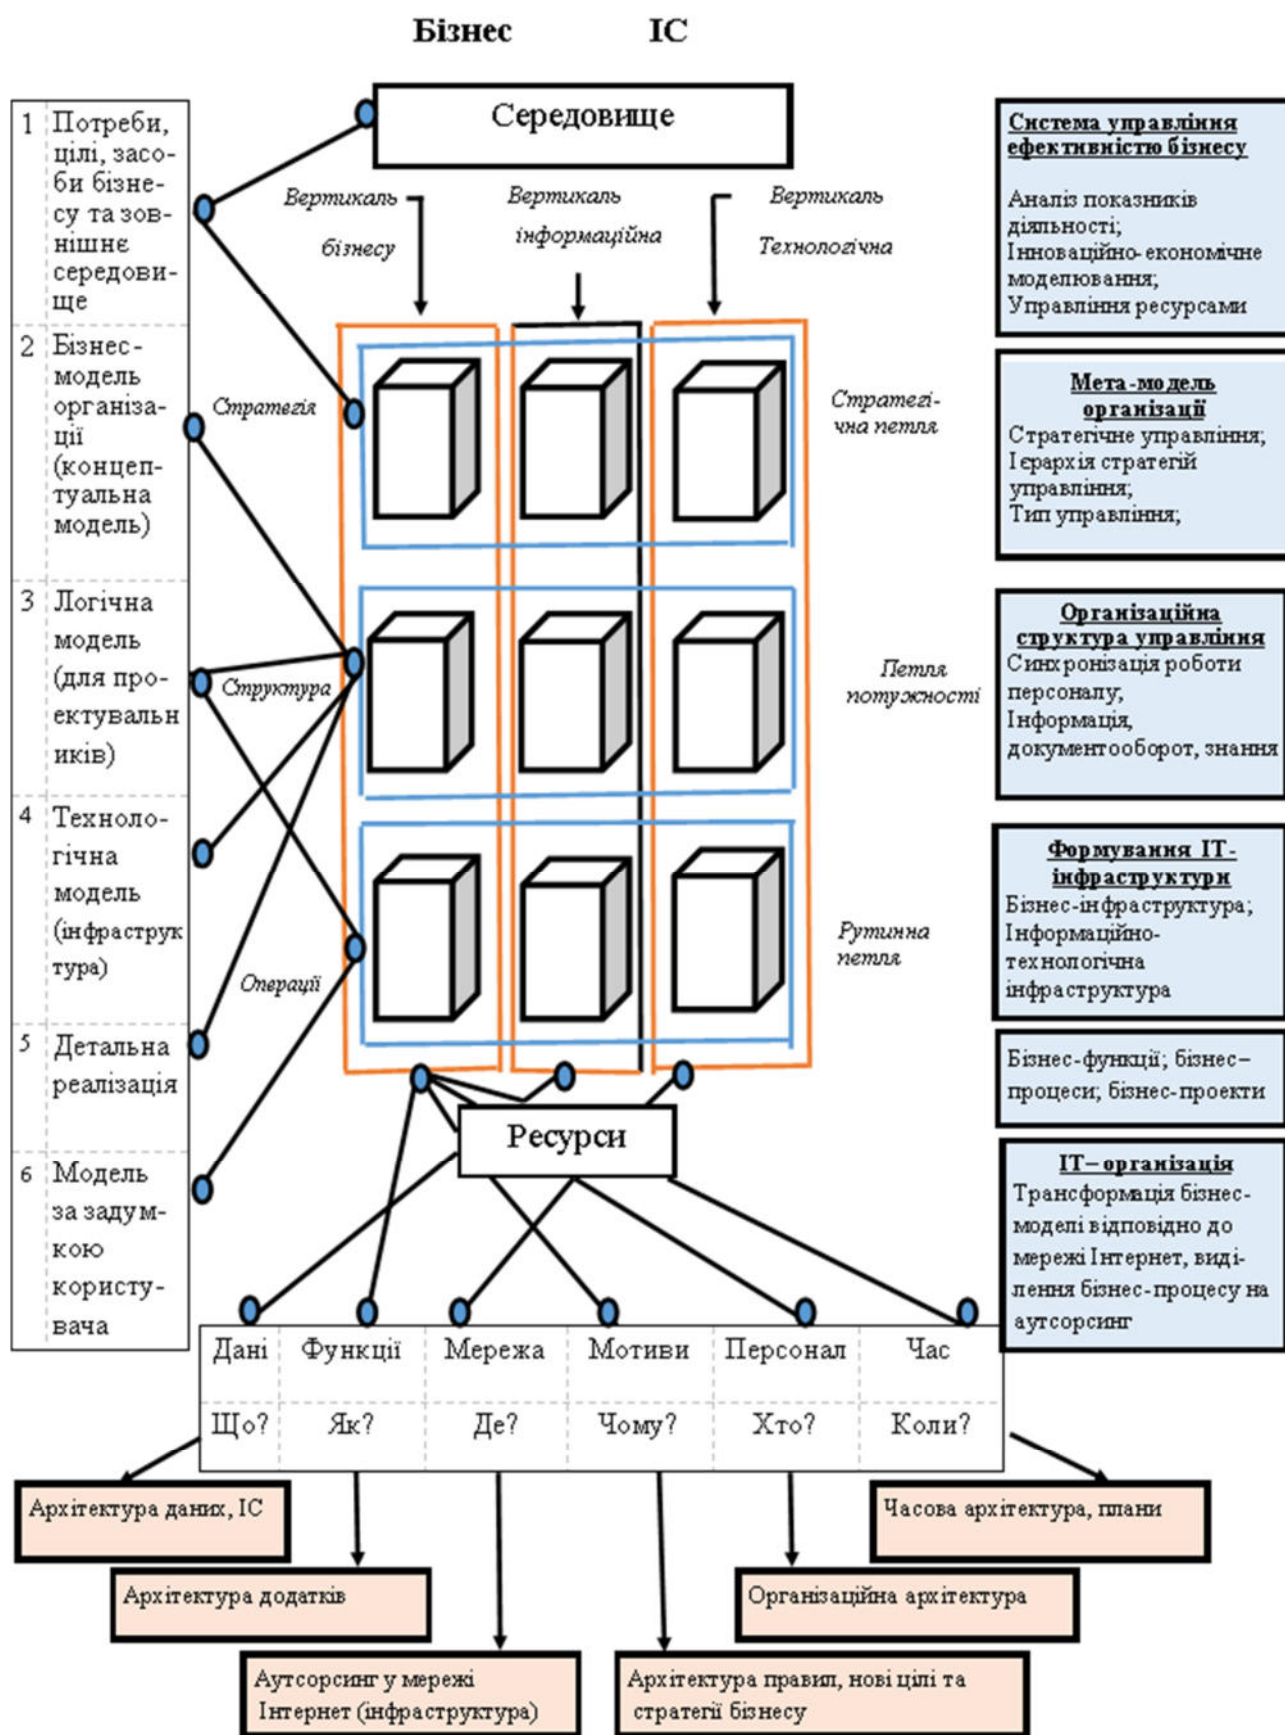 Бізнес ІС
Середовище
1 Потреби,
цілі, засо-
би бізне-
су та зов-
нішнє
середови-
ще
2 Бізнес-
модель
організа-
ції
(концеп-
туальна
модель)
3 Логічна
модель
(для про-
ектувальн
иків)
4 Техноло-
гічна
модель
(інфраструк
тура)
5 Детальна
реалізація
6 Модель
за задум-
кою
користу-
вача
Вертикаль
бізнесу
Вертикаль
інформаційна
Вертикаль
Технологічна
Стратегія
Структура
Операції
Стратегі-
чна петля
Петля
потужності
Рутинна
петля
Система управління
ефективністю бізнесу
Аналіз показників
діяльності;
Інноваційно-економічне
моделювання;
Управління ресурсами
Мета-модель
організації
Стратегічне управління;
Ієрархія стратегій
управління;
Тип управління;
Організаційна
структура управління
Синхронізація роботи
персоналу;
Інформація,
документооборот, знання
Формування ІТ-
інфраструктури
Бізнес-інфраструктура;
Інформаційно-
технологічна
інфраструктура
Бізнес-функції; бізнес–
процеси; бізнес-проекти
ІТ–організація
Трансформація бізнес-
моделі відповідно до
мережі Інтернет, виді-
лення бізнес-процесу на
аутсорсинг
Ресурси
Дані Функції Мережа Мотиви Персонал Час
Що? Як? Де? Чому? Хто? Коли?
Архітектура даних, ІС
Часова архітектура, плани
Архітектура додатків
Організаційна архітектура
Аутсорсинг у мережі
Інтернет (інфраструктура)
Архітектура правил, нові цілі та
стратегії бізнесу